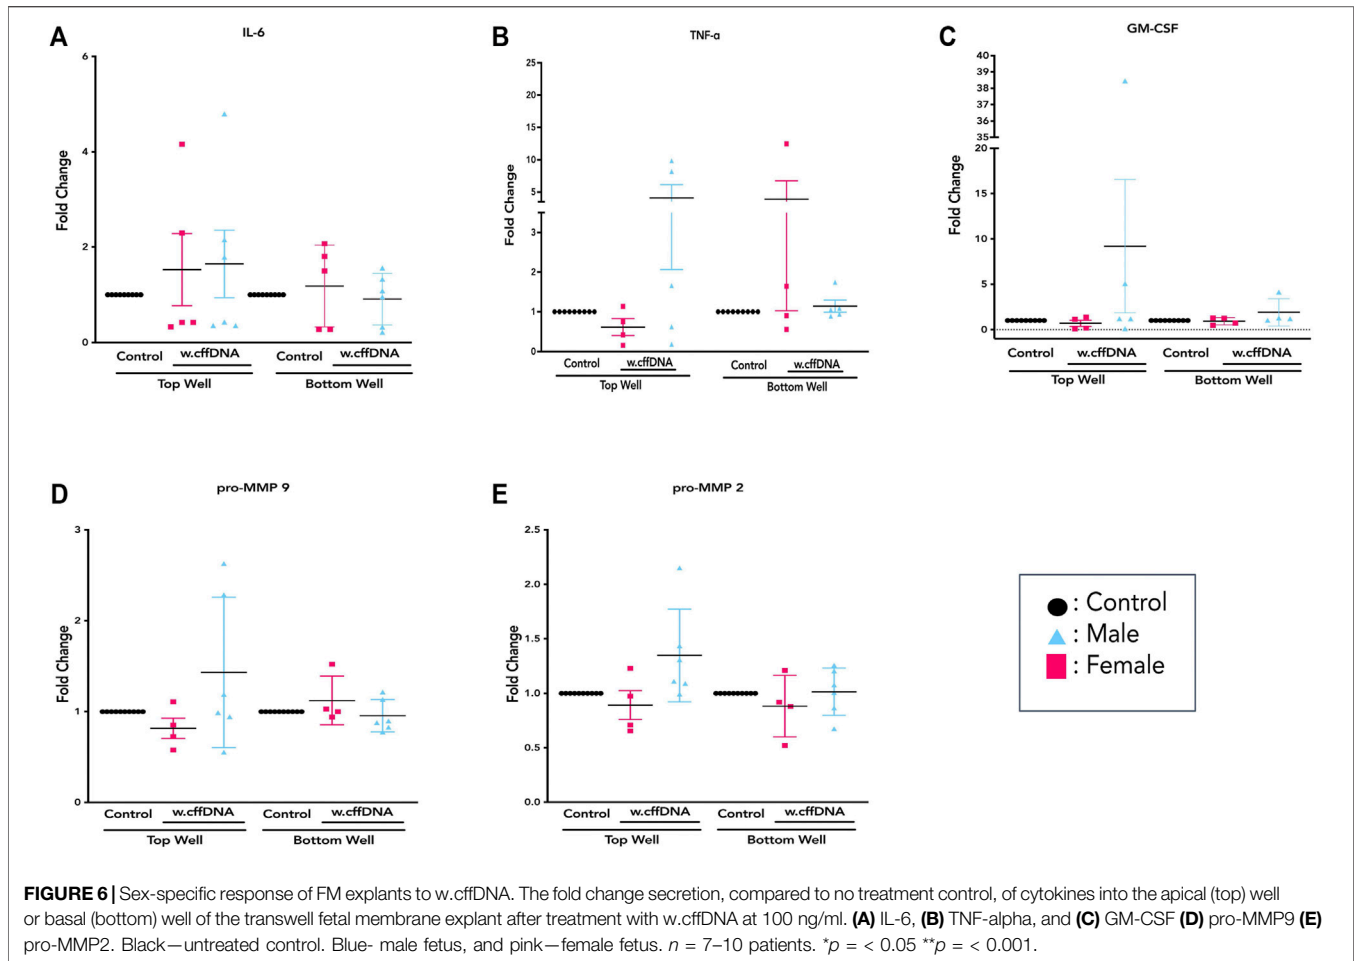 A
IL-6
Fold Change
6
4
2
0
Control
w.cffDNA
Control
w.cffDNA
Top Well
Bottom Well
B
TNF-α
Fold Change
25
20
15
10
5
3
2
1
0
Control
w.cffDNA
Control
w.cffDNA
Top Well
Bottom Well
C
GM-CSF
Fold Change
40
39
38
37
36
35
20
15
10
5
0
Control
w.cffDNA
Control
w.cffDNA
Top Well
Bottom Well
D
pro-MMP 9
Fold Change
3
2
1
0
Control
w.cffDNA
Control
w.cffDNA
Top Well
Bottom Well
E
pro-MMP 2
Fold Change
2.5
2.0
1.5
1.0
0.5
0.0
Control
w.cffDNA
Control
w.cffDNA
Top Well
Bottom Well
: Control
: Male
: Female
FIGURE 6 | Sex-specific response of FM explants to w.cffDNA. The fold change secretion, compared to no treatment control, of cytokines into the apical (top) well
or basal (bottom) well of the transwell fetal membrane explant after treatment with w.cffDNA at 100 ng/ml. (A) IL-6, (B) TNF-alpha, and (C) GM-CSF (D) pro-MMP9 (E)
pro-MMP2. Black—untreated control. Blue- male fetus, and pink—female fetus. n = 7–10 patients. *p = < 0.05 **p = < 0.001.